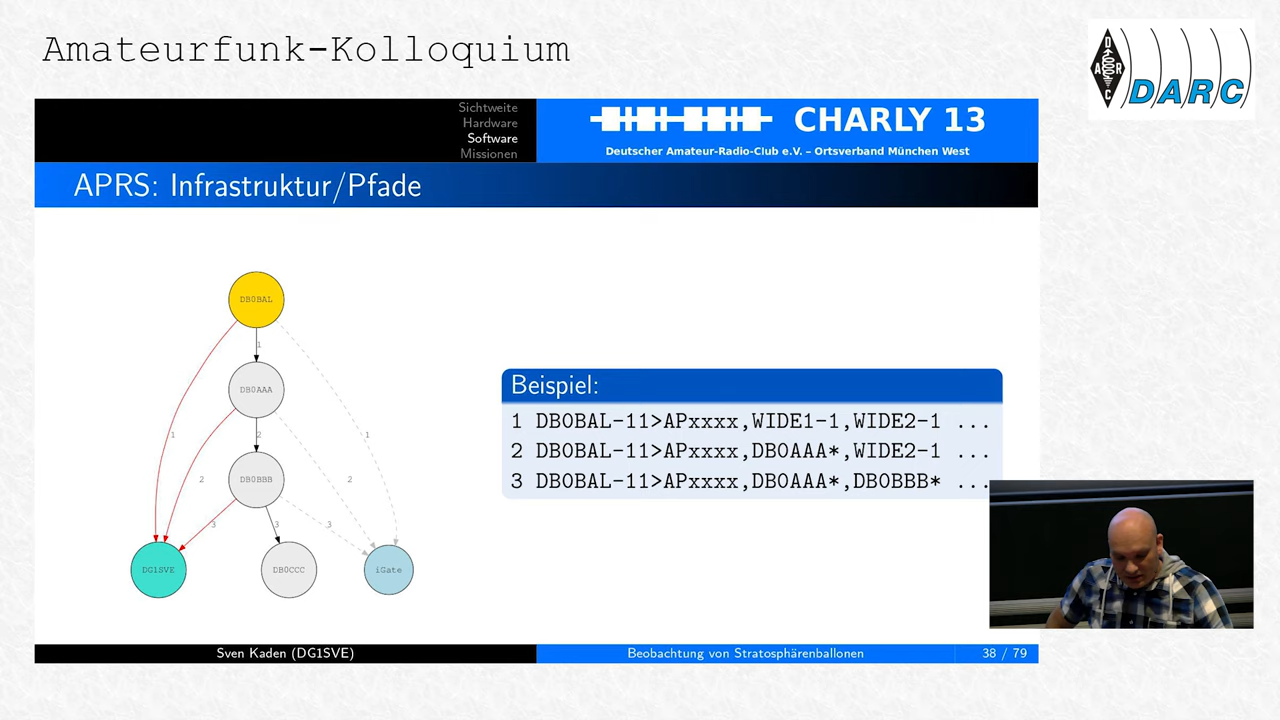 Amateurfunk-Kolloquium
DARC
DARC
Sichtweite
Hardware
Software
Missionen
CHARLY 13
Deutscher Amateur-Radio-Club e.V. – Ortsverband München West
APRS: Infrastruktur/Pfade
DB0BAL
1
DB0AAA
1
2
1
DB0BBB
2
2
3
3
3
DG1SVE
DB0CCC
iGate
Beispiel:
1 DB0BAL-11>APxxxx,WIDE1-1,WIDE2-1 ...
2 DB0BAL-11>APxxxx,DB0AAA*,WIDE2-1 ...
3 DB0BAL-11>APxxxx,DB0AAA*,DB0BBB* ...
Sven Kaden (DG1SVE)
Beobachtung von Stratosphärenballonen
38 / 79